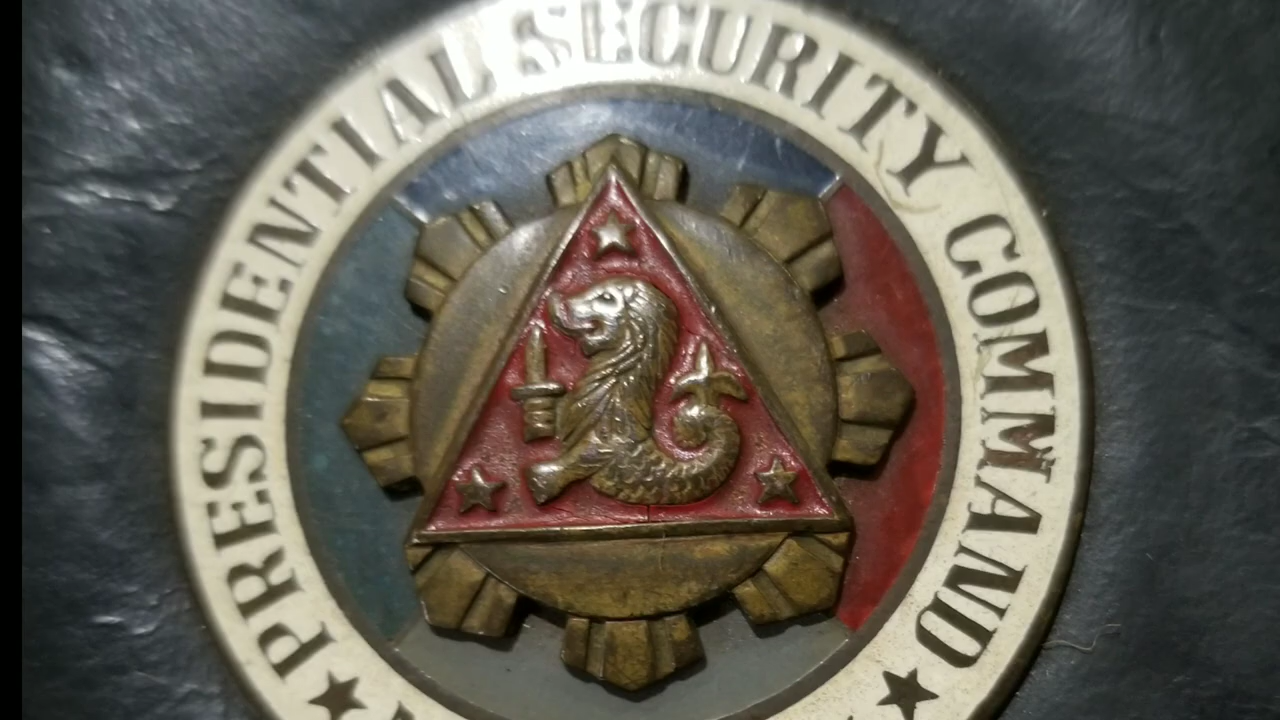 ★ PRESIDENTIAL SECURITY COMMAND ★